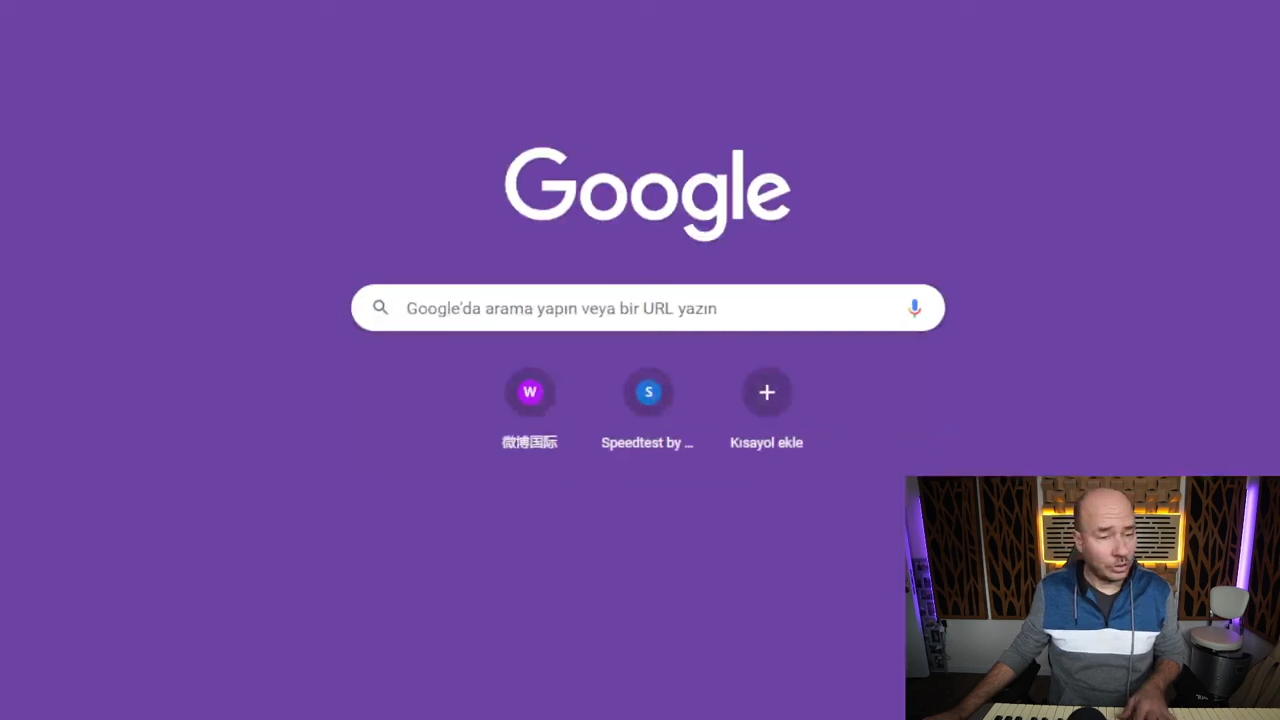 Google
Google'da arama yapın veya bir URL yazın
W
S
微博国际
Speedtest by ...
Kısayol ekle